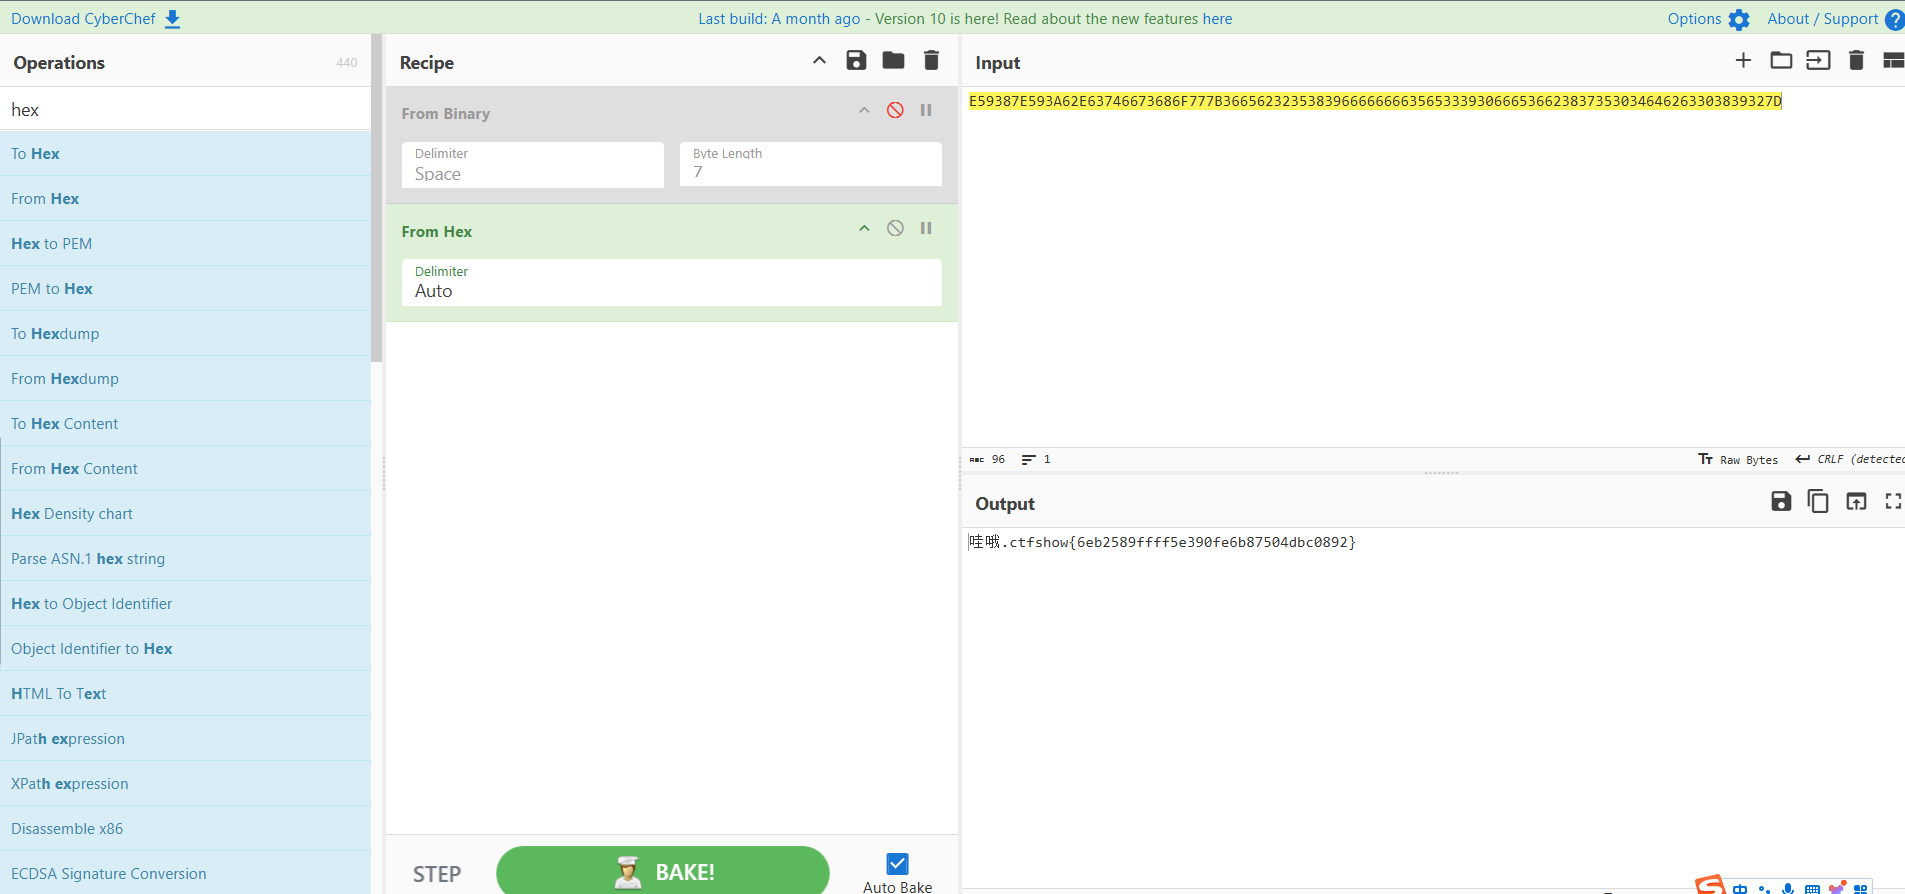 Download CyberChef
Last build: A month ago - Version 10 is here! Read about the new features here
Options
About / Support
Operations
440
Recipe
Input
hex
To Hex
From Hex
Hex to PEM
PEM to Hex
To Hexdump
From Hexdump
To Hex Content
From Hex Content
Hex Density chart
Parse ASN.1 hex string
Hex to Object Identifier
Object Identifier to Hex
HTML To Text
JPath expression
XPath expression
Disassemble x86
ECDSA Signature Conversion
From Binary
Delimiter
Space
Byte Length
7
From Hex
Delimiter
Auto
STEP
BAKE!
Auto Bake
E59387E593A62E63746673686F777B36656232353839666666663565333930666536623837353034646263303839327D
96
1
Raw Bytes
CRLF (detected
Output
哇哦.ctfshow{6eb2589ffff5e390fe6b87504dbc0892}
中